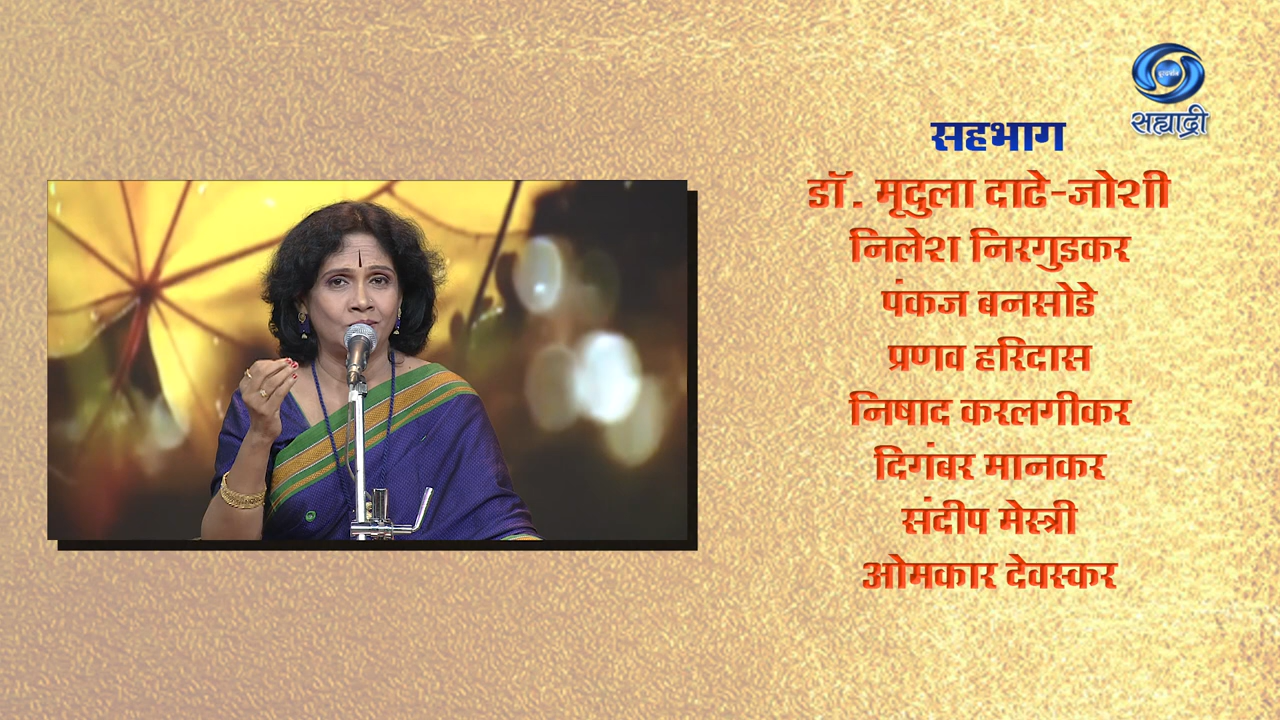 सह्याद्री
सहभाग
डॉ. मृदुला दाढे-जोशी
निलेश निरगुडकर
पंकज बनसोडे
प्रणव हरिदास
निषाद करलगीकर
दिगंबर मानकर
संदीप मेस्त्री
ओमकार देवस्कर